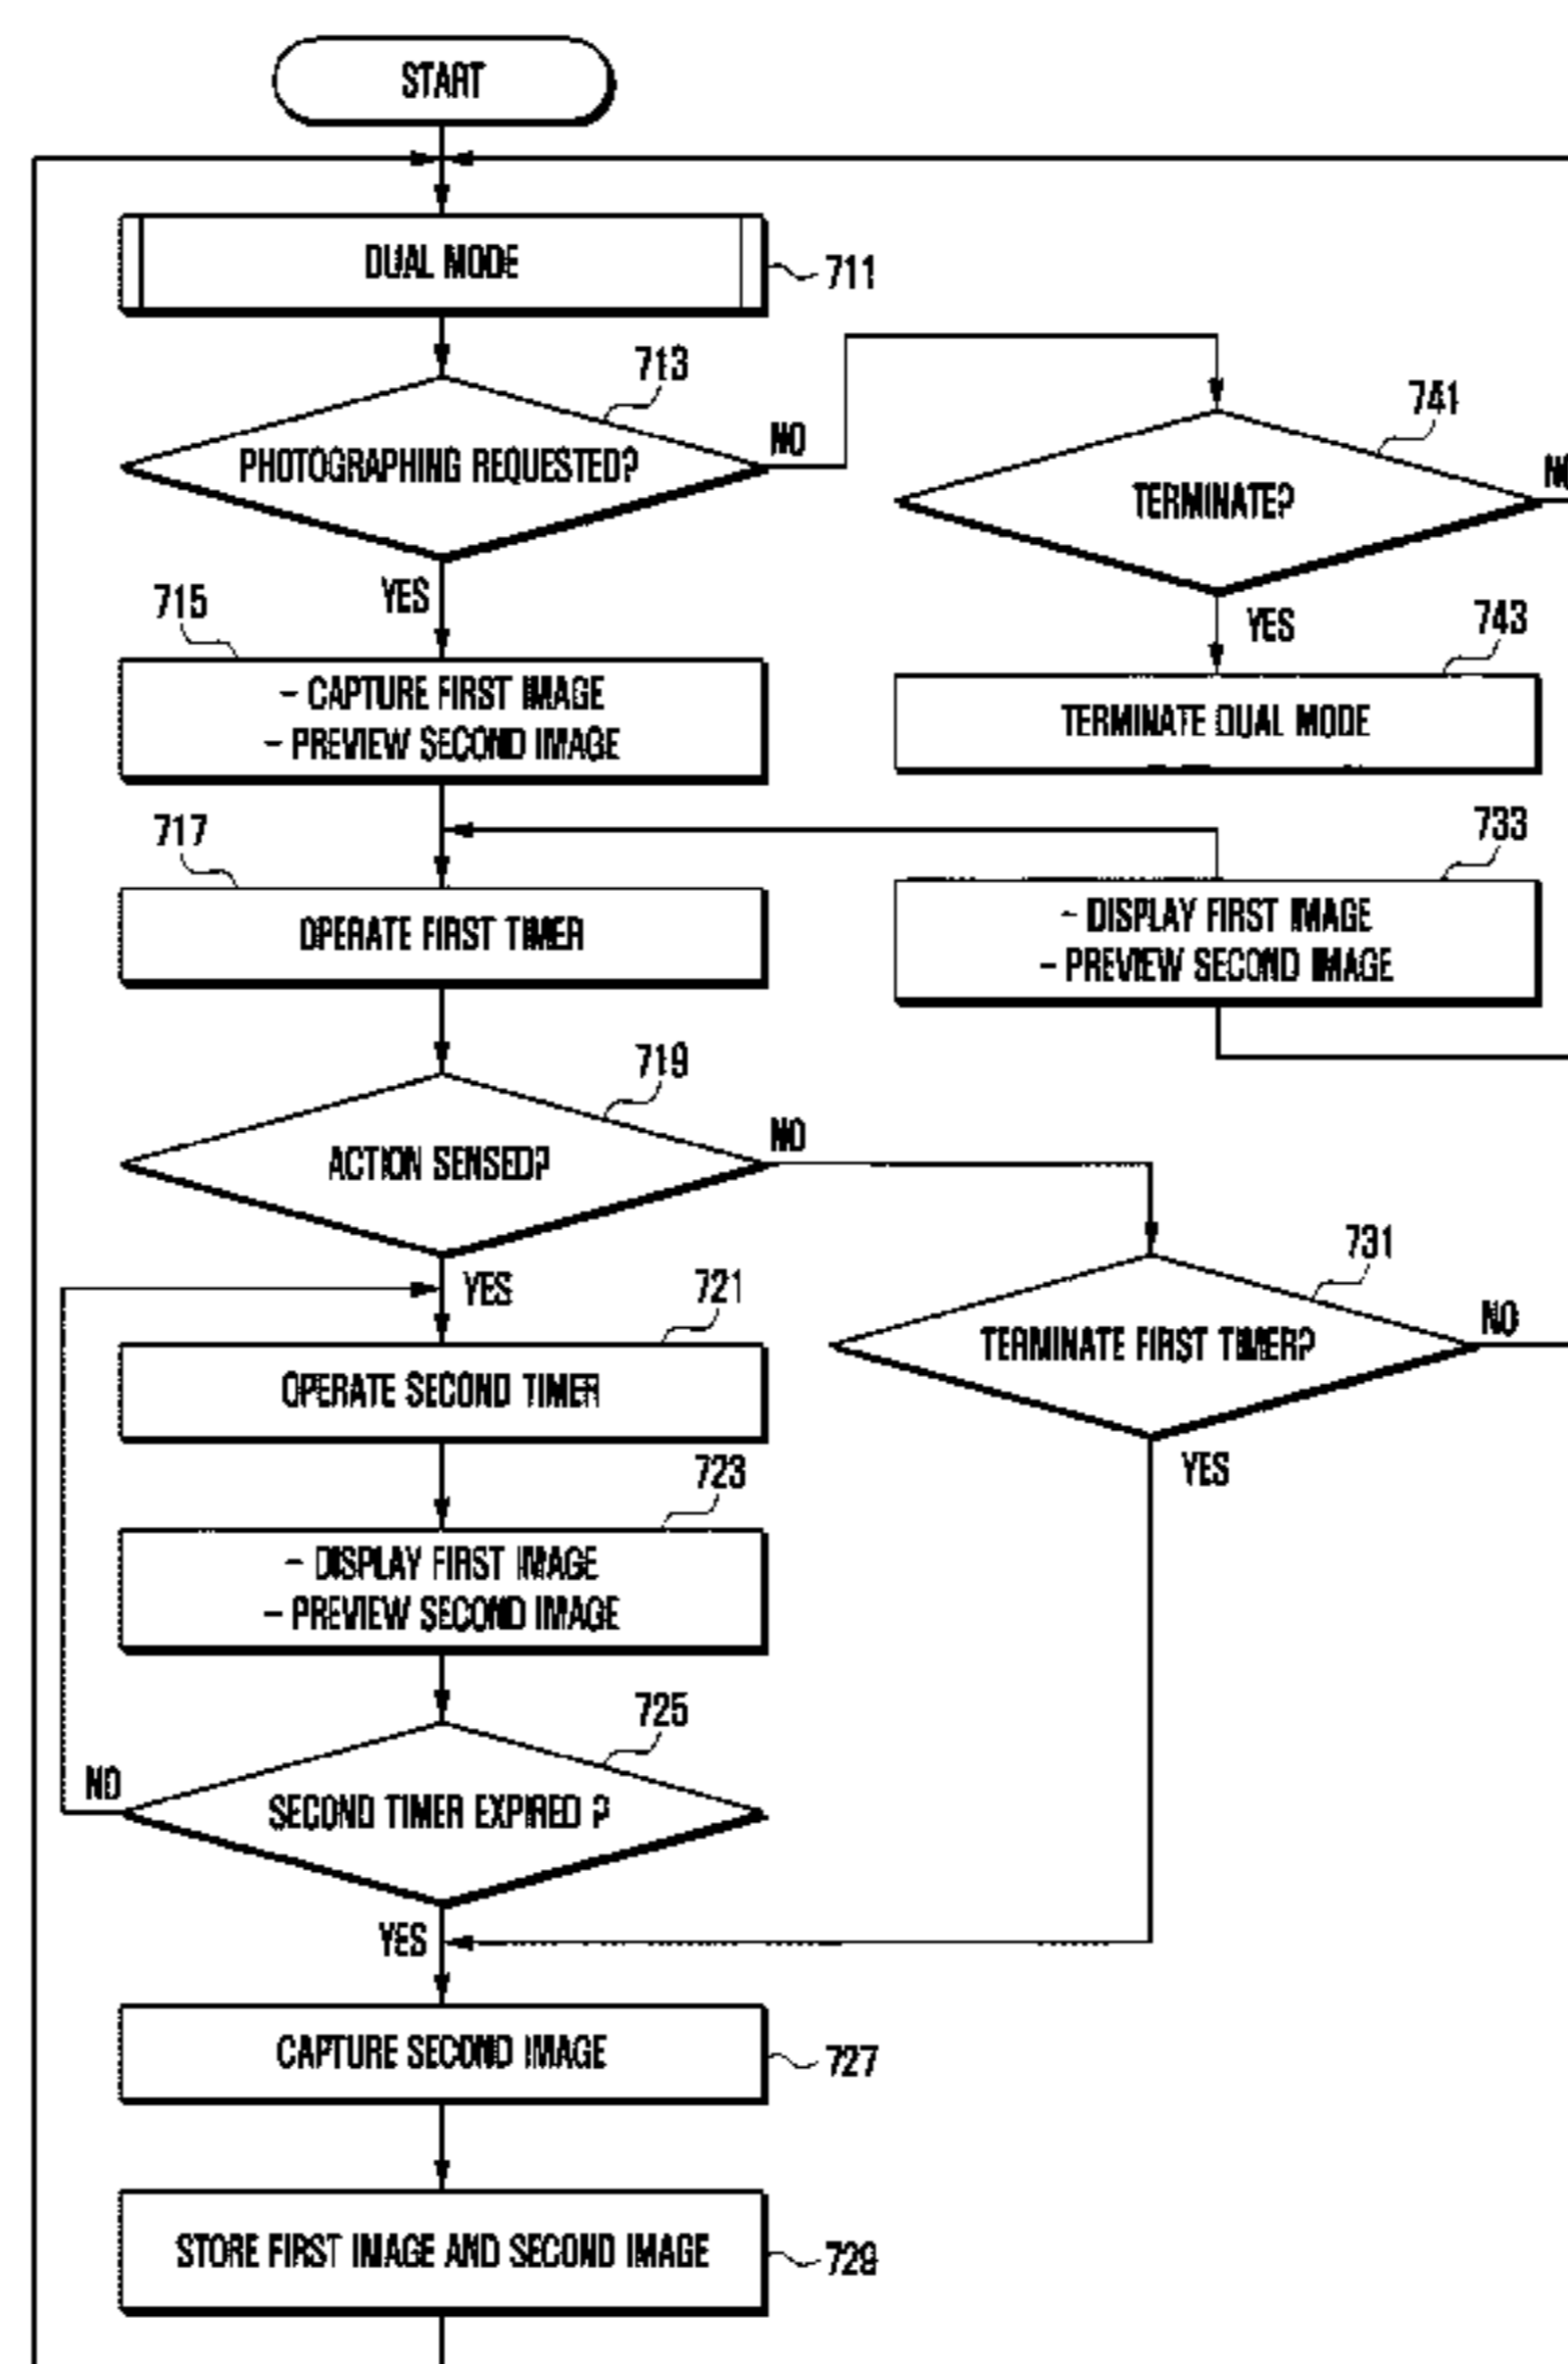 START
DUAL MODE
711
713
PHOTOGRAPHING REQUESTED?
NO
YES
741
TERMINATE?
NO
YES
743
TERMINATE DUAL MODE
715
- CAPTURE FIRST IMAGE
- PREVIEW SECOND IMAGE
717
OPERATE FIRST TIMER
733
- DISPLAY FIRST IMAGE
- PREVIEW SECOND IMAGE
719
ACTION SENSED?
NO
YES
731
TERMINATE FIRST TIMER?
NO
YES
721
OPERATE SECOND TIMER
723
- DISPLAY FIRST IMAGE
- PREVIEW SECOND IMAGE
725
SECOND TIMER EXPIRED ?
NO
YES
CAPTURE SECOND IMAGE
727
STORE FIRST IMAGE AND SECOND IMAGE
729